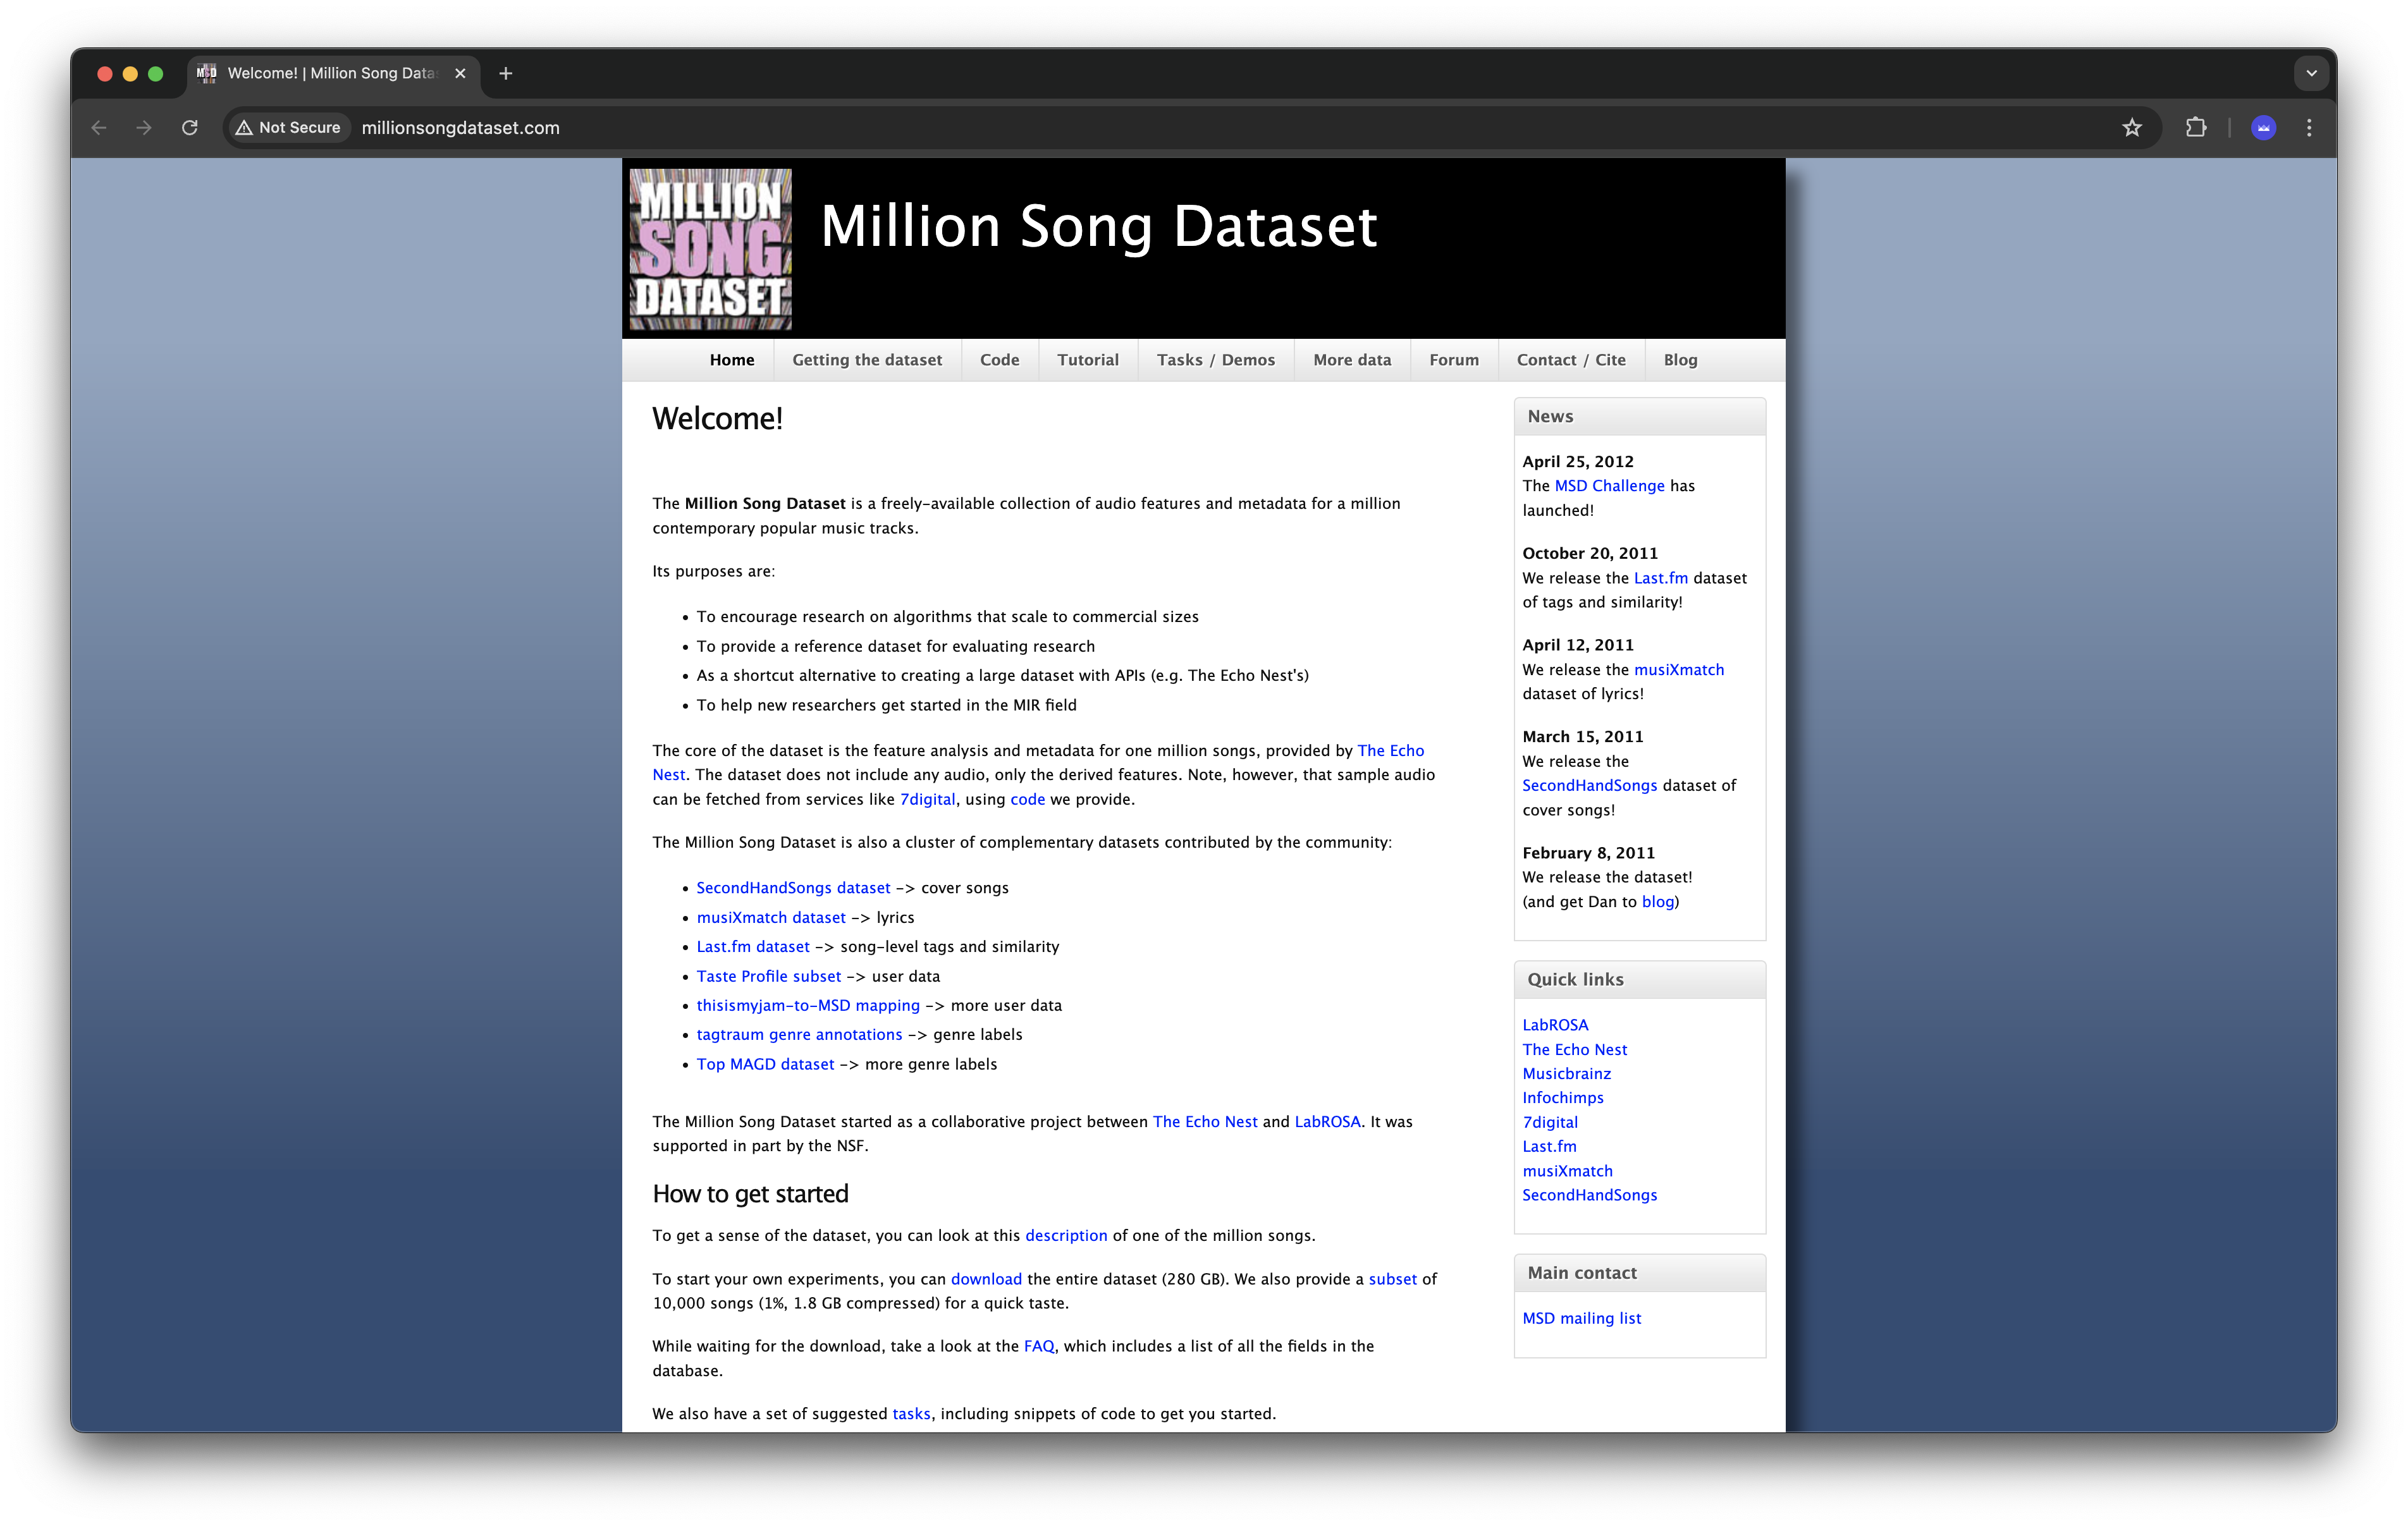 Welcome! | Million Song Data
Not Secure
millionsongdataset.com
MILLION
SONG
DATASET
Million Song Dataset
Home
Getting the dataset
Code
Tutorial
Tasks / Demos
More data
Forum
Contact / Cite
Blog
Welcome!
The Million Song Dataset is a freely-available collection of audio features and metadata for a million
contemporary popular music tracks.
Its purposes are:
• To encourage research on algorithms that scale to commercial sizes
• To provide a reference dataset for evaluating research
• As a shortcut alternative to creating a large dataset with APIs (e.g. The Echo Nest's)
• To help new researchers get started in the MIR field
The core of the dataset is the feature analysis and metadata for one million songs, provided by The Echo
Nest. The dataset does not include any audio, only the derived features. Note, however, that sample audio
can be fetched from services like 7digital, using code we provide.
The Million Song Dataset is also a cluster of complementary datasets contributed by the community:
• SecondHandSongs dataset -> cover songs
• musiXmatch dataset -> lyrics
• Last.fm dataset -> song-level tags and similarity
• Taste Profile subset -> user data
• thisismyjam-to-MSD mapping -> more user data
• tagtraum genre annotations -> genre labels
• Top MAGD dataset -> more genre labels
The Million Song Dataset started as a collaborative project between The Echo Nest and LabROSA. It was
supported in part by the NSF.
How to get started
To get a sense of the dataset, you can look at this description of one of the million songs.
To start your own experiments, you can download the entire dataset (280 GB). We also provide a subset of
10,000 songs (1%, 1.8 GB compressed) for a quick taste.
While waiting for the download, take a look at the FAQ, which includes a list of all the fields in the
database.
We also have a set of suggested tasks, including snippets of code to get you started.
News
April 25, 2012
The MSD Challenge has
launched!
October 20, 2011
We release the Last.fm dataset
of tags and similarity!
April 12, 2011
We release the musiXmatch
dataset of lyrics!
March 15, 2011
We release the
SecondHandSongs dataset of
cover songs!
February 8, 2011
We release the dataset!
(and get Dan to blog)
Quick links
LabROSA
The Echo Nest
Musicbrainz
Infochimps
7digital
Last.fm
musiXmatch
SecondHandSongs
Main contact
MSD mailing list